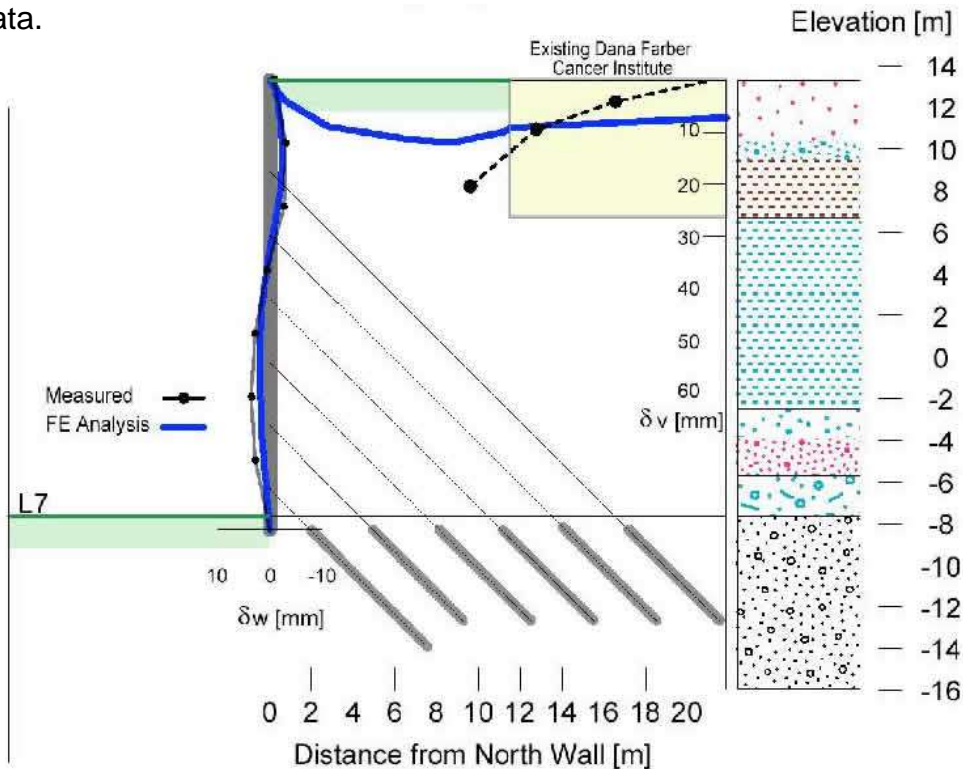 ata.
Elevation [m]
Existing Dana Farber
Cancer Institute
14
12
10
8
6
4
2
0
-2
-4
-6
-8
-10
-12
-14
-16
10
20
30
40
50
60
δv [mm]
Measured
FE Analysis
L7
10 0 -10
δw [mm]
0 2 4 6 8 10 12 14 16 18 20
Distance from North Wall [m]